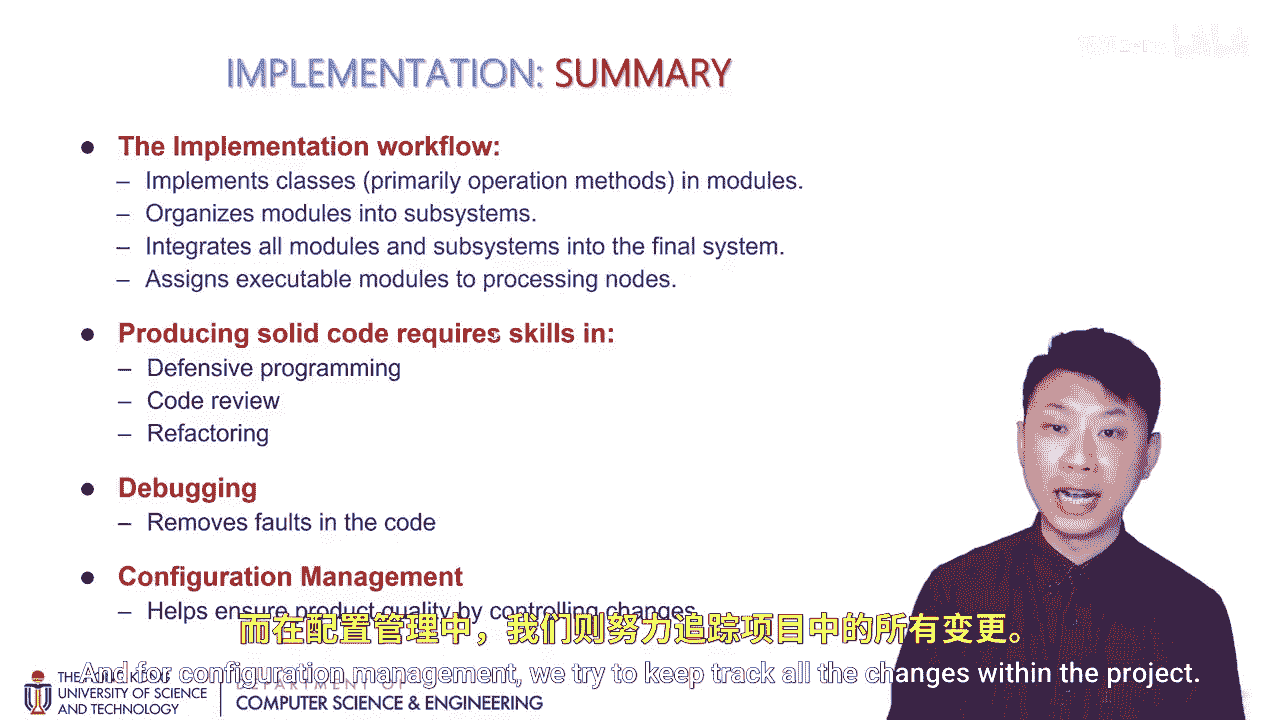 IMPLEMENTATION: SUMMARY
● The Implementation workflow:
– Implements classes (primarily operation methods) in modules.
– Organizes modules into subsystems.
– Integrates all modules and subsystems into the final system.
– Assigns executable modules to processing nodes.
● Producing solid code requires skills in:
– Defensive programming
– Code review
– Refactoring
● Debugging
– Removes faults in the code
● Configuration Management
– Helps ensure product quality by controlling changes
而在配置管理中，我们则努力追踪项目中的所有变更。
And for configuration management, we try to keep track all the changes within the project.
THE HONG KONG
UNIVERSITY OF SCIENCE
AND TECHNOLOGY
DEPARTMENT OF
COMPUTER SCIENCE & ENGINEERING